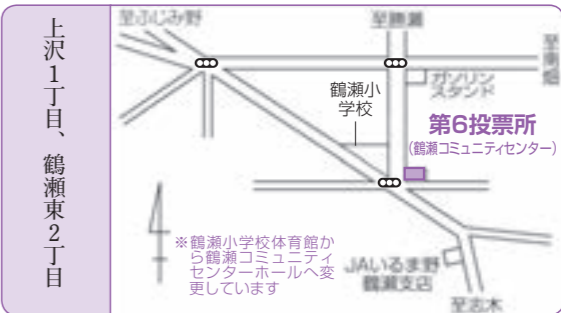 上沢1丁目、鶴瀬東2丁目
至ふじみ野
至勝瀬
至南畑
ガソリン
スタンド
鶴瀬小
学校
第6投票所
(鶴瀬コミュニティセンター)
※鶴瀬小学校体育館か
ら鶴瀬コミュニティ
センターホールへ変
更しています
JAいるま野
鶴瀬支店
至志木